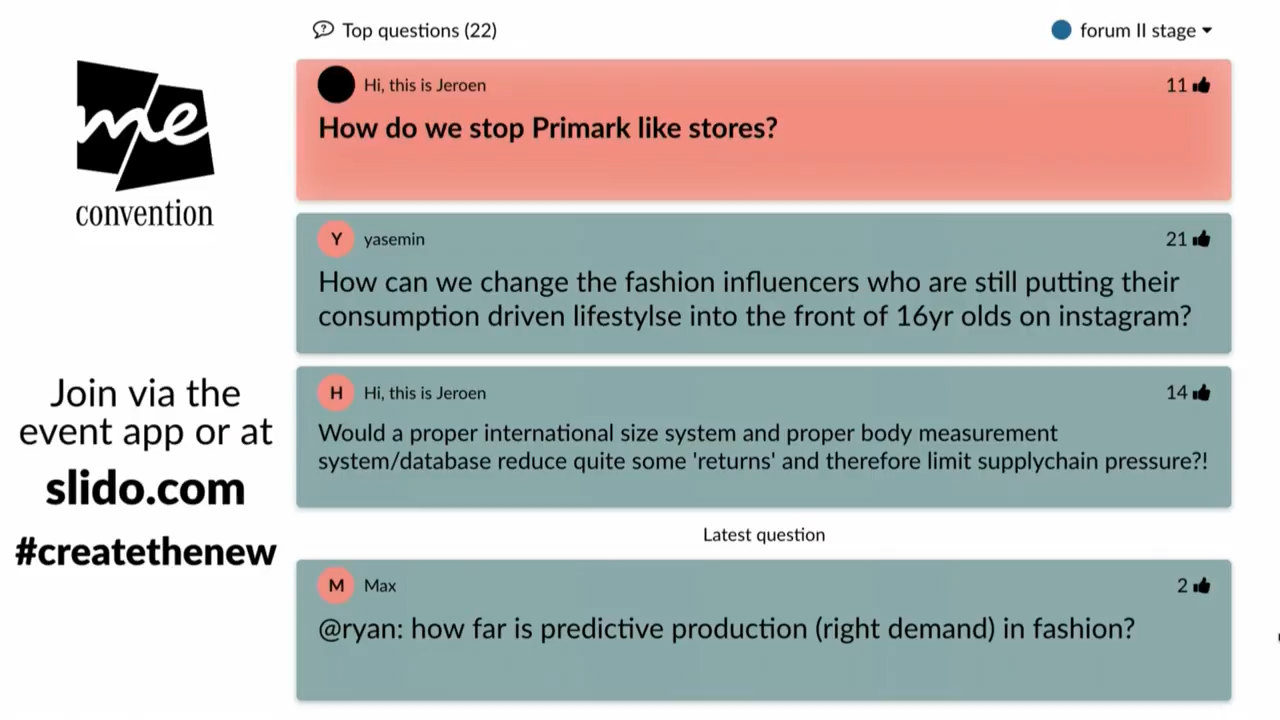 Top questions (22)
forum II stage
me
convention
Hi, this is Jeroen
11
How do we stop Primark like stores?
Y
yasemin
21
How can we change the fashion influencers who are still putting their
consumption driven lifestylse into the front of 16yr olds on instagram?
H
Hi, this is Jeroen
14
Would a proper international size system and proper body measurement
system/database reduce quite some 'returns' and therefore limit supplychain pressure?!
Join via the
event app or at
slido.com
#createthenew
Latest question
M
Max
2
@ryan: how far is predictive production (right demand) in fashion?